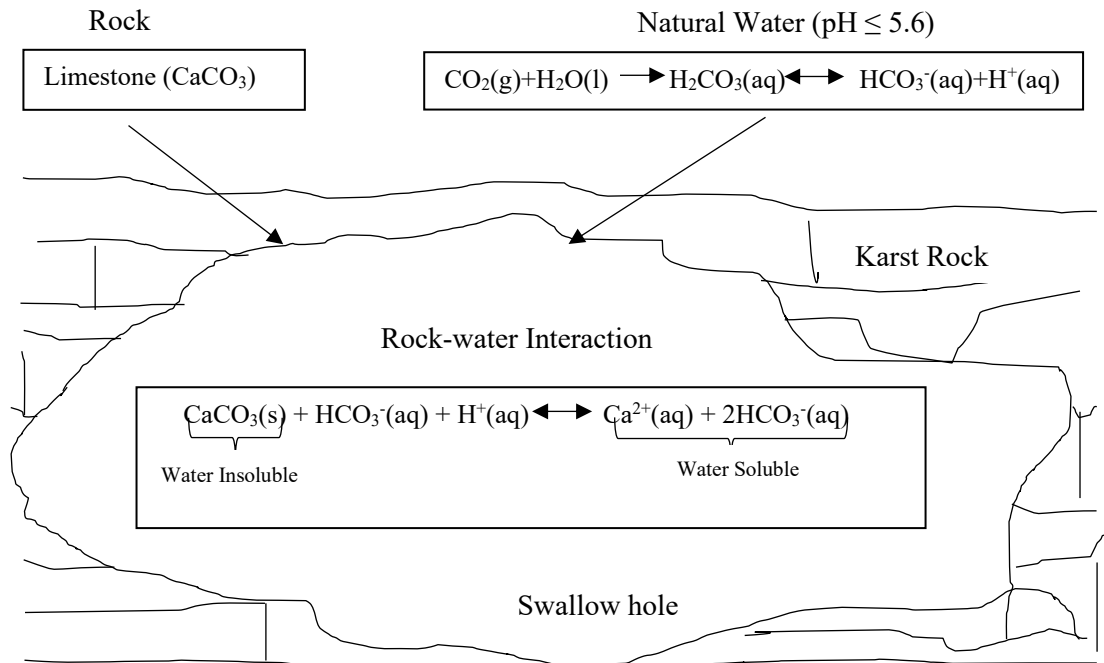 Rock
Natural Water (pH ≤ 5.6)
Limestone (CaCO₃)
CO₂(g)+H₂O(l) ⟶ H₂CO₃(aq) ⟷ HCO₃⁻(aq)+H⁺(aq)
Karst Rock
Rock-water Interaction
CaCO₃(s) + HCO₃⁻(aq) + H⁺(aq) ⟷ Ca²⁺(aq) + 2HCO₃⁻(aq)
Water Insoluble
Water Soluble
Swallow hole